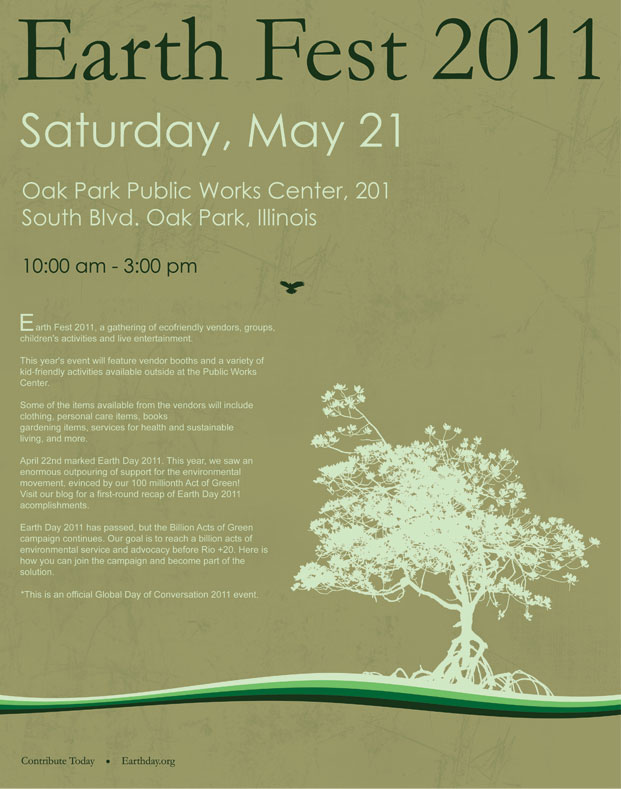 Earth Fest 2011
Saturday, May 21
Oak Park Public Works Center, 201
South Blvd. Oak Park, Illinois
10:00 am - 3:00 pm
Earth Fest 2011, a gathering of ecofriendly vendors, groups,
children's activities and live entertainment.
This year's event will feature vendor booths and a variety of
kid-friendly activities available outside at the Public Works
Center.
Some of the items available from the vendors will include
clothing, personal care items, books
gardening items, services for health and sustainable
living, and more.
April 22nd marked Earth Day 2011. This year, we saw an
enormous outpouring of support for the environmental
movement, evinced by our 100 millionth Act of Green!
Visit our blog for a first-round recap of Earth Day 2011
acomplishments.
Earth Day 2011 has passed, but the Billion Acts of Green
campaign continues. Our goal is to reach a billion acts of
environmental service and advocacy before Rio +20. Here is
how you can join the campaign and become part of the
solution.
*This is an official Global Day of Conversation 2011 event.
Contribute Today • Earthday.org